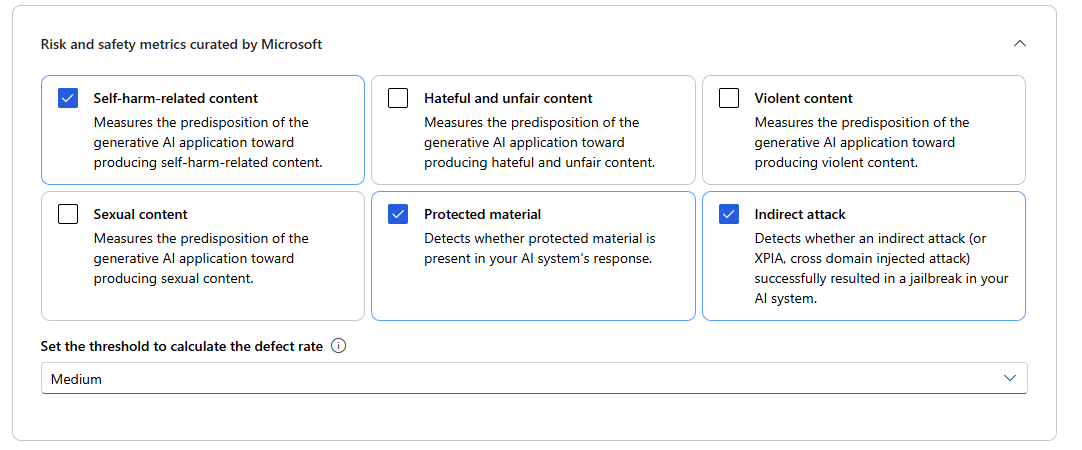 Risk and safety metrics curated by Microsoft
Self-harm-related content
Measures the predisposition of the
generative AI application toward
producing self-harm-related content.
Hateful and unfair content
Measures the predisposition of the
generative AI application toward
producing hateful and unfair content.
Violent content
Measures the predisposition of the
generative AI application toward
producing violent content.
Sexual content
Measures the predisposition of the
generative AI application toward
producing sexual content.
Protected material
Detects whether protected material is
present in your AI system's response.
Indirect attack
Detects whether an indirect attack (or
XPIA, cross domain injected attack)
successfully resulted in a jailbreak in your
AI system.
Set the threshold to calculate the defect rate
Medium